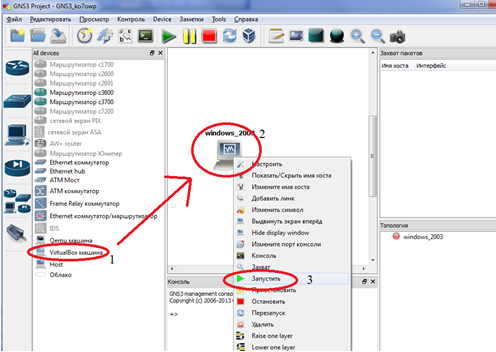 GNS3 Project - GNS3_ko7owp
Файл Редактировать Просмотр Контроль Device Заметки Tools Справка
All devices
Маршрутизатор c1700
Маршрутизатор c2600
Маршрутизатор c2691
Маршрутизатор c3600
Маршрутизатор c3700
Маршрутизатор c7200
сетевой экран PIX
сетевой экран ASA
AW+ router
Маршрутизатор Юнипер
Ethernet коммутатор
Ethernet hub
ATM Мост
ATM коммутатор
Frame Relay коммутатор
Ethernet коммутатор/маршрутизатор
IDS
Qemu машина
VirtualBox машина
Host
Облако
1
windows_2003
2
Настроить
Показать/Скрыть имя хоста
Измените имя хоста
Добавить линк
Изменить символ
Выдвинуть экран вперёд
Hide display window
Измените порт консоли
Консоль
Захват
Запустить
3
Приостановить
Остановить
Перезапуск
Удалить
Raise one layer
Lower one layer
Консоль
GNS3 management conso
Copyright (c) 2006-2013 G
=>
Захват пакетов
Имя хоста Интерфейс
Топология
windows_2003